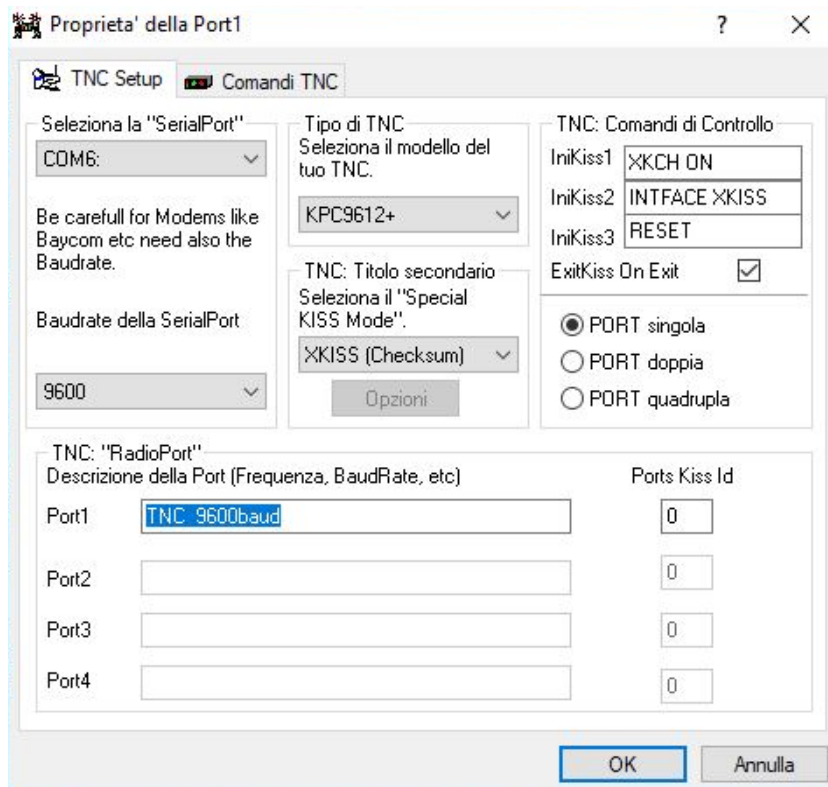 Proprieta' della Port1
TNC Setup
Comandi TNC
Seleziona la "SerialPort"
COM6:
Be carefull for Modems like
Baycom etc need also the
Baudrate.
Baudrate della SerialPort
9600
Tipo di TNC
Seleziona il modello del
tuo TNC.
KPC9612+
TNC: Titolo secondario
Seleziona il "Special
KISS Mode".
XKISS (Checksum)
Opzioni
TNC: Comandi di Controllo
IniKiss1 XKCH ON
IniKiss2 INTFACE XKISS
IniKiss3 RESET
ExitKiss On Exit
PORT singola
PORT doppia
PORT quadrupla
TNC: "RadioPort"
Descrizione della Port (Frequenza, BaudRate, etc) Ports Kiss Id
Port1 TNC 9600baud 0
Port2 0
Port3 0
Port4 0
OK Annulla